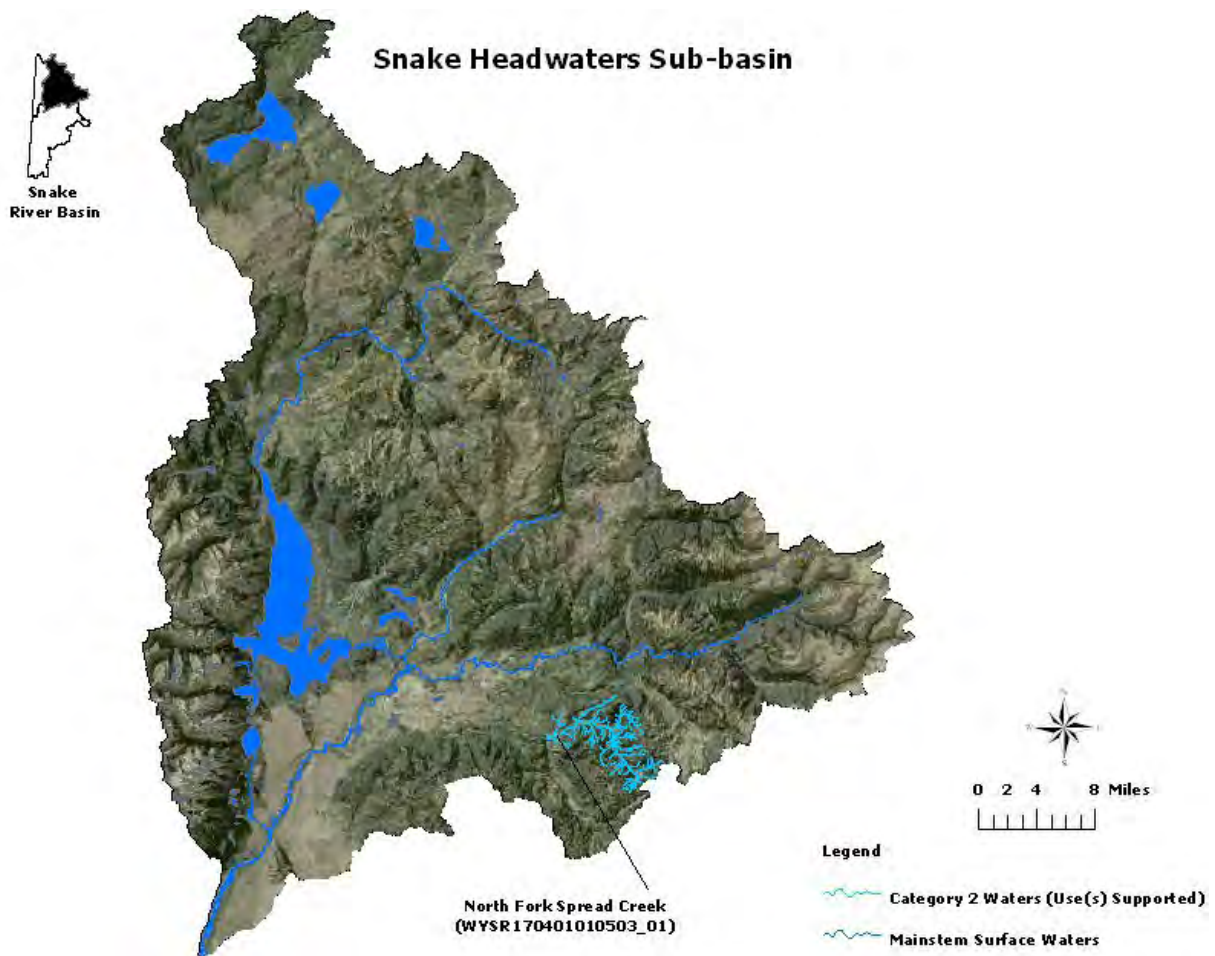 Snake Headwaters Sub-basin
Snake
River Basin
0 2 4 8 Miles
Legend
Category 2 Waters (Use(s) Supported)
Mainstem Surface Waters
North Fork Spread Creek
(WYSR170401010503_01)